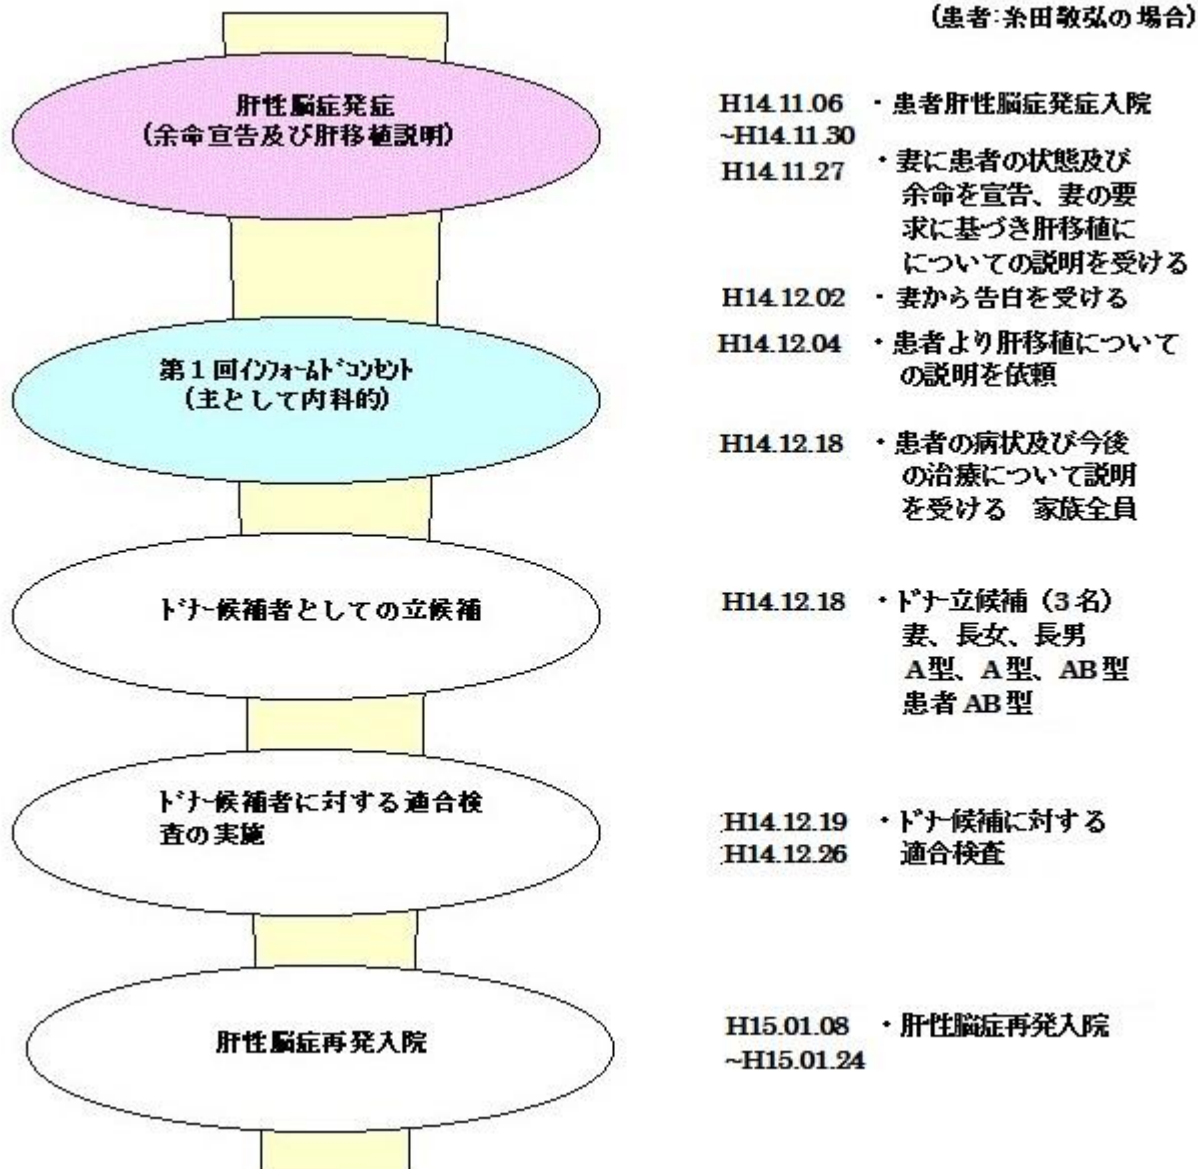 (患者:糸田敬弘の場合)
肝性脳症発症
(余命宣告及び肝移植説明)
H14.11.06 ・患者肝性脳症発症入院
~H14.11.30
H14.11.27 ・妻に患者の状態及び
余命を宣告、妻の要
求に基づき肝移植に
についての説明を受ける
H14.12.02 ・妻から告白を受ける
第1回インフォームドコンセント
(主として内科的)
H14.12.04 ・患者より肝移植について
の説明を依頼
H14.12.18 ・患者の病状及び今後
の治療について説明
を受ける 家族全員
ドナー候補者としての立候補
H14.12.18 ・ドナー立候補(3名)
妻、長女、長男
A型、A型、AB型
患者AB型
ドナー候補者に対する適合検
査の実施
H14.12.19 ・ドナー候補に対する
H14.12.26 適合検査
肝性脳症再発入院
H15.01.08 ・肝性脳症再発入院
~H15.01.24